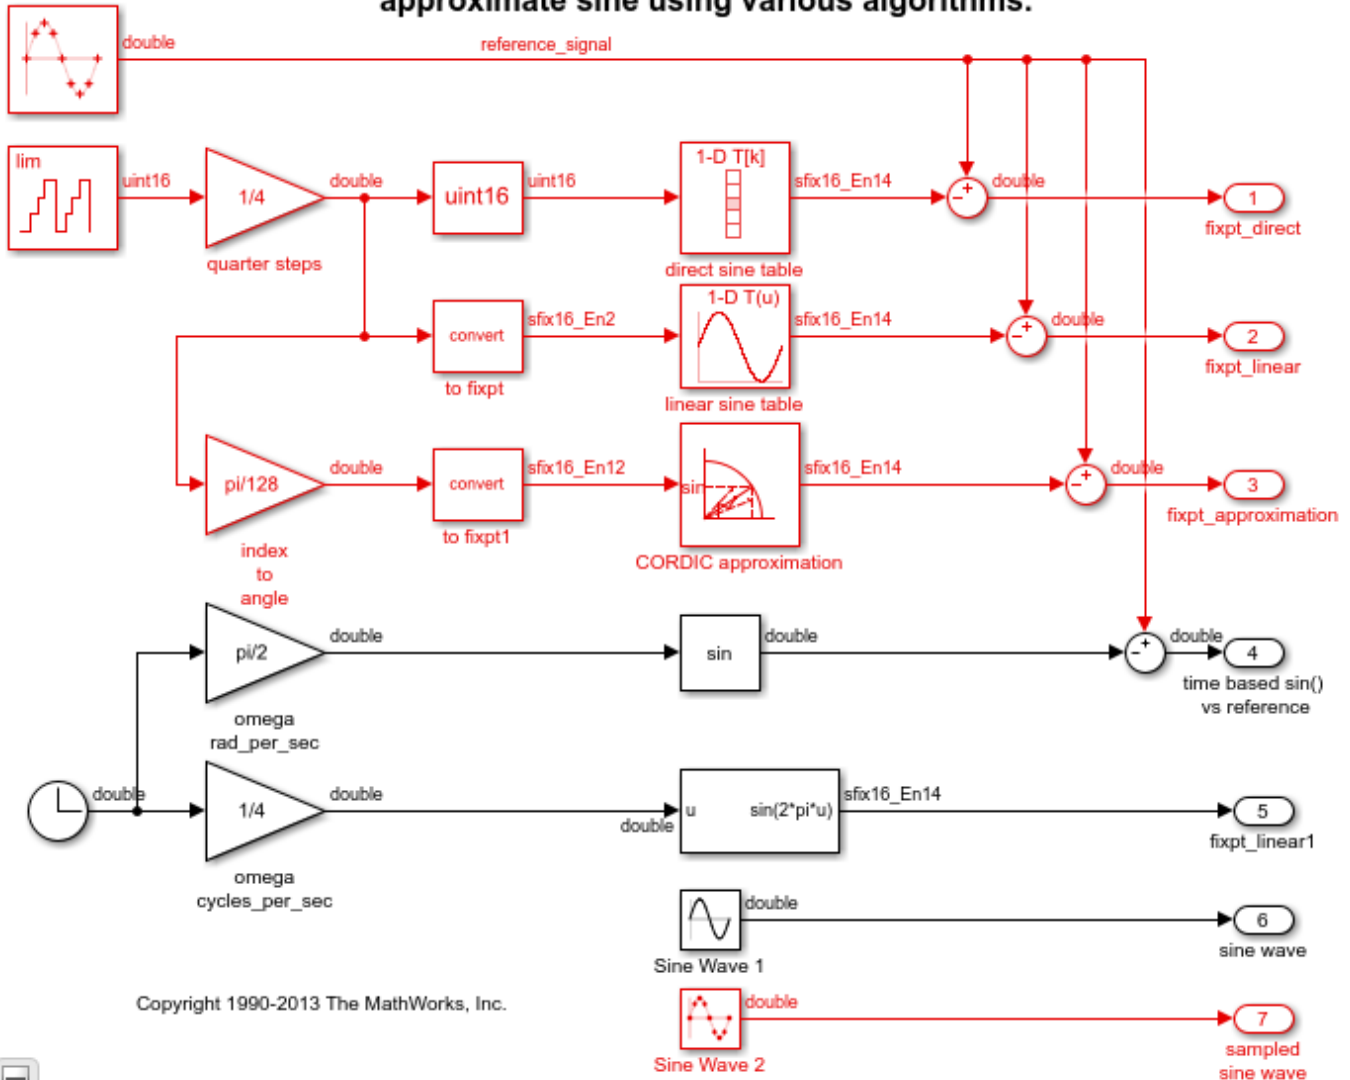 approximate sine using various algorithms.
double
reference_signal
lim
uint16
1/4
double
uint16
uint16
1-D T[k]
sfix16_En14
+
−
double
1
fixpt_direct
quarter steps
direct sine table
convert
sfix16_En2
1-D T(u)
sfix16_En14
+
−
double
2
fixpt_linear
to fixpt
linear sine table
pi/128
double
convert
sfix16_En12
sin
sfix16_En14
+
−
double
3
fixpt_approximation
to fixpt1
CORDIC approximation
index
to
angle
pi/2
double
sin
double
+
−
double
4
time based sin()
vs reference
omega
rad_per_sec
double
1/4
double
double
u
sin(2*pi*u)
sfix16_En14
5
fixpt_linear1
omega
cycles_per_sec
double
6
sine wave
Sine Wave 1
Copyright 1990-2013 The MathWorks, Inc.
double
7
sampled
sine wave
Sine Wave 2